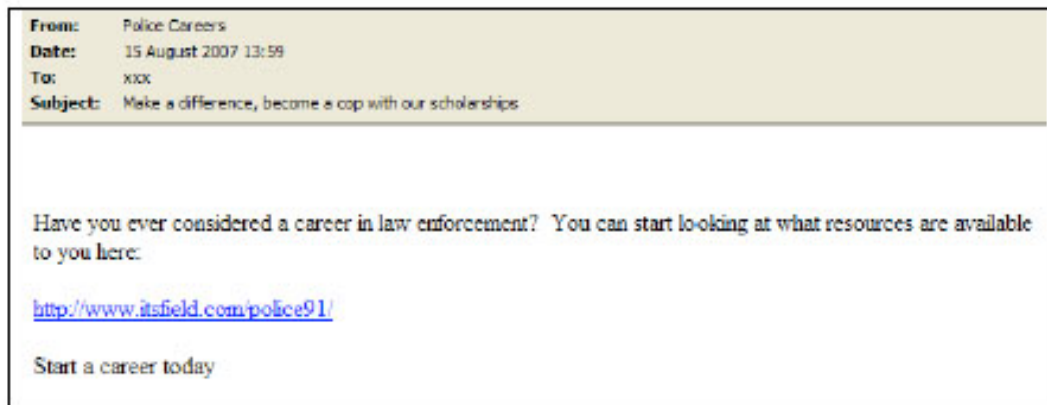 From: Police Careers
Date: 15 August 2007 13:59
To: xxx
Subject: Make a difference, become a cop with our scholarships
Have you ever considered a career in law enforcement? You can start looking at what resources are available
to you here:
http://www.itsfield.com/police91/
Start a career today